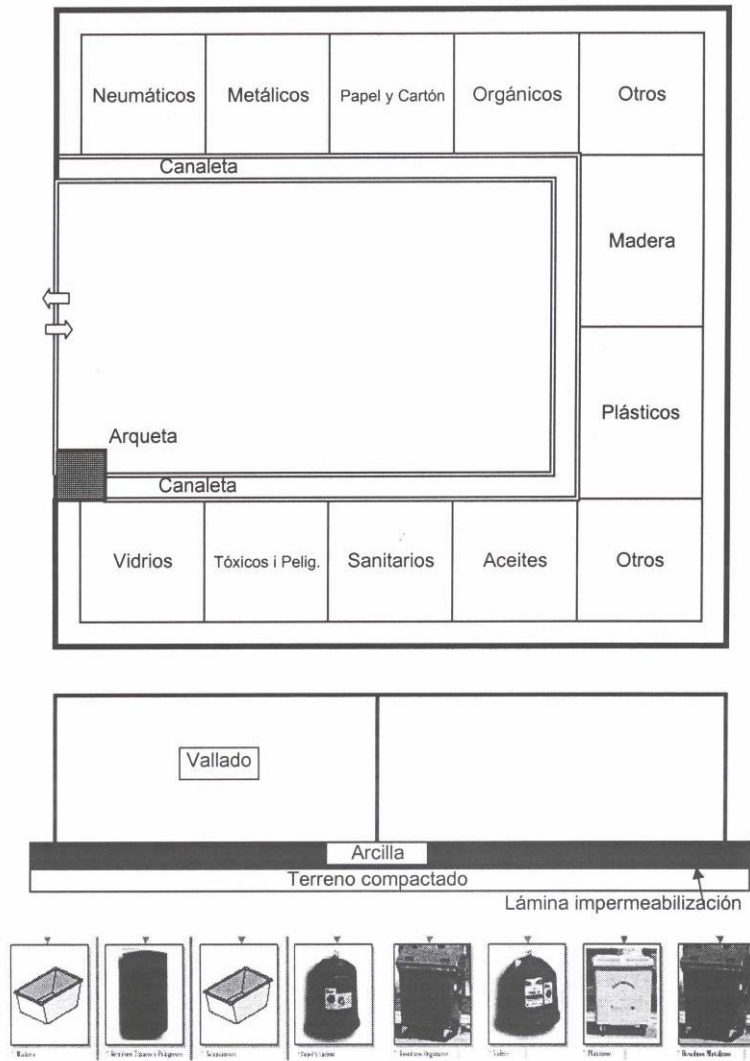 Neumáticos
Metálicos
Papel y Cartón
Orgánicos
Otros
Canaleta
Madera
Plásticos
Arqueta
Canaleta
Vidrios
Tóxicos i Pelig.
Sanitarios
Aceites
Otros
Vallado
Arcilla
Terreno compactado
Lámina impermeabilización